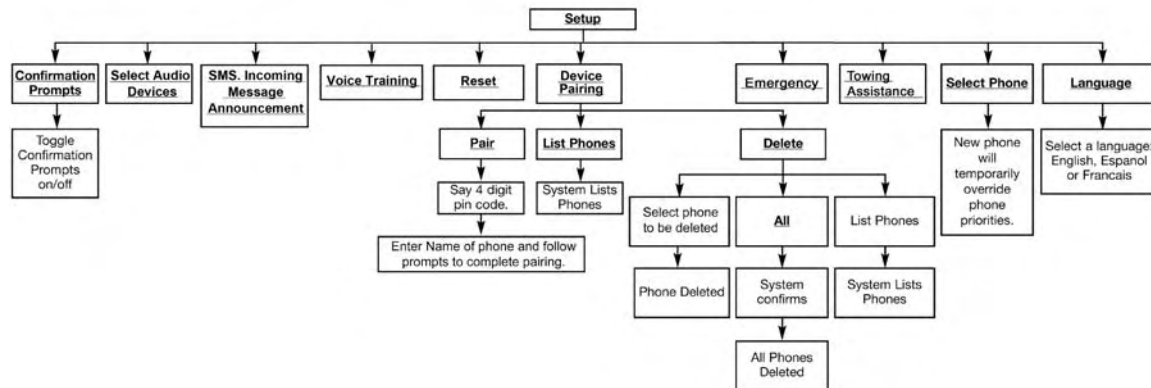 Setup
Confirmation
Prompts
Select Audio
Devices
SMS. Incoming
Message
Announcement
Voice Training
Reset
Device
Pairing
Emergency
Towing
Assistance
Select Phone
Language
Toggle
Confirmation
Prompts
on/off
Pair
List Phones
Delete
New phone
will
temporarily
override
phone
priorities.
Select a language:
English, Espanol
or Francais
Say 4 digit
pin code.
System Lists
Phones
Enter Name of phone and follow
prompts to complete pairing.
Select phone
to be deleted
All
List Phones
Phone Deleted
System
confirms
System Lists
Phones
All Phones
Deleted